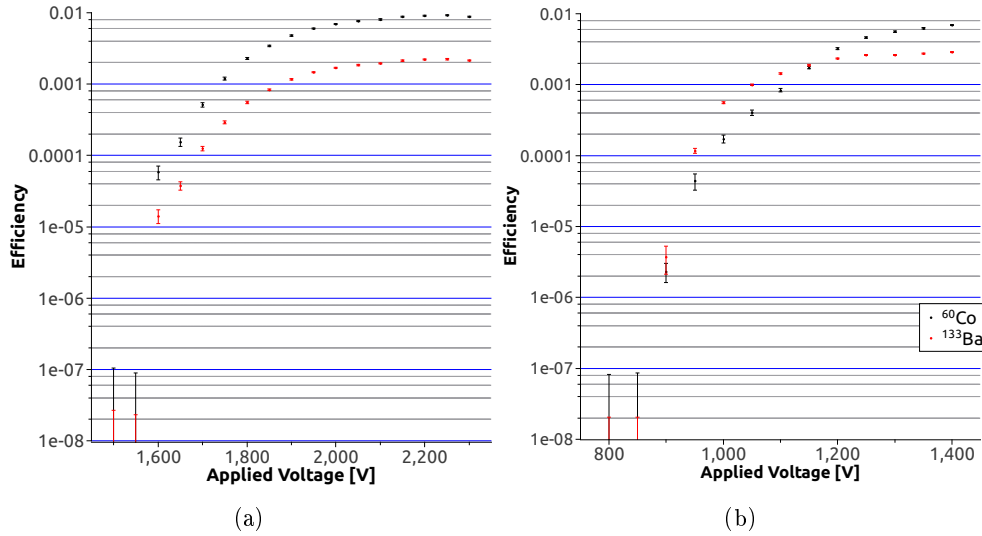 0.01
0.001
0.0001
1e-05
1e-06
1e-07
1e-08
Efficiency
1,600
1,800
2,000
2,200
Applied Voltage [V]
(a)
0.01
0.001
0.0001
1e-05
1e-06
1e-07
1e-08
Efficiency
800
1,000
1,200
1,400
Applied Voltage [V]
⁶⁰Co
¹³³Ba
(b)